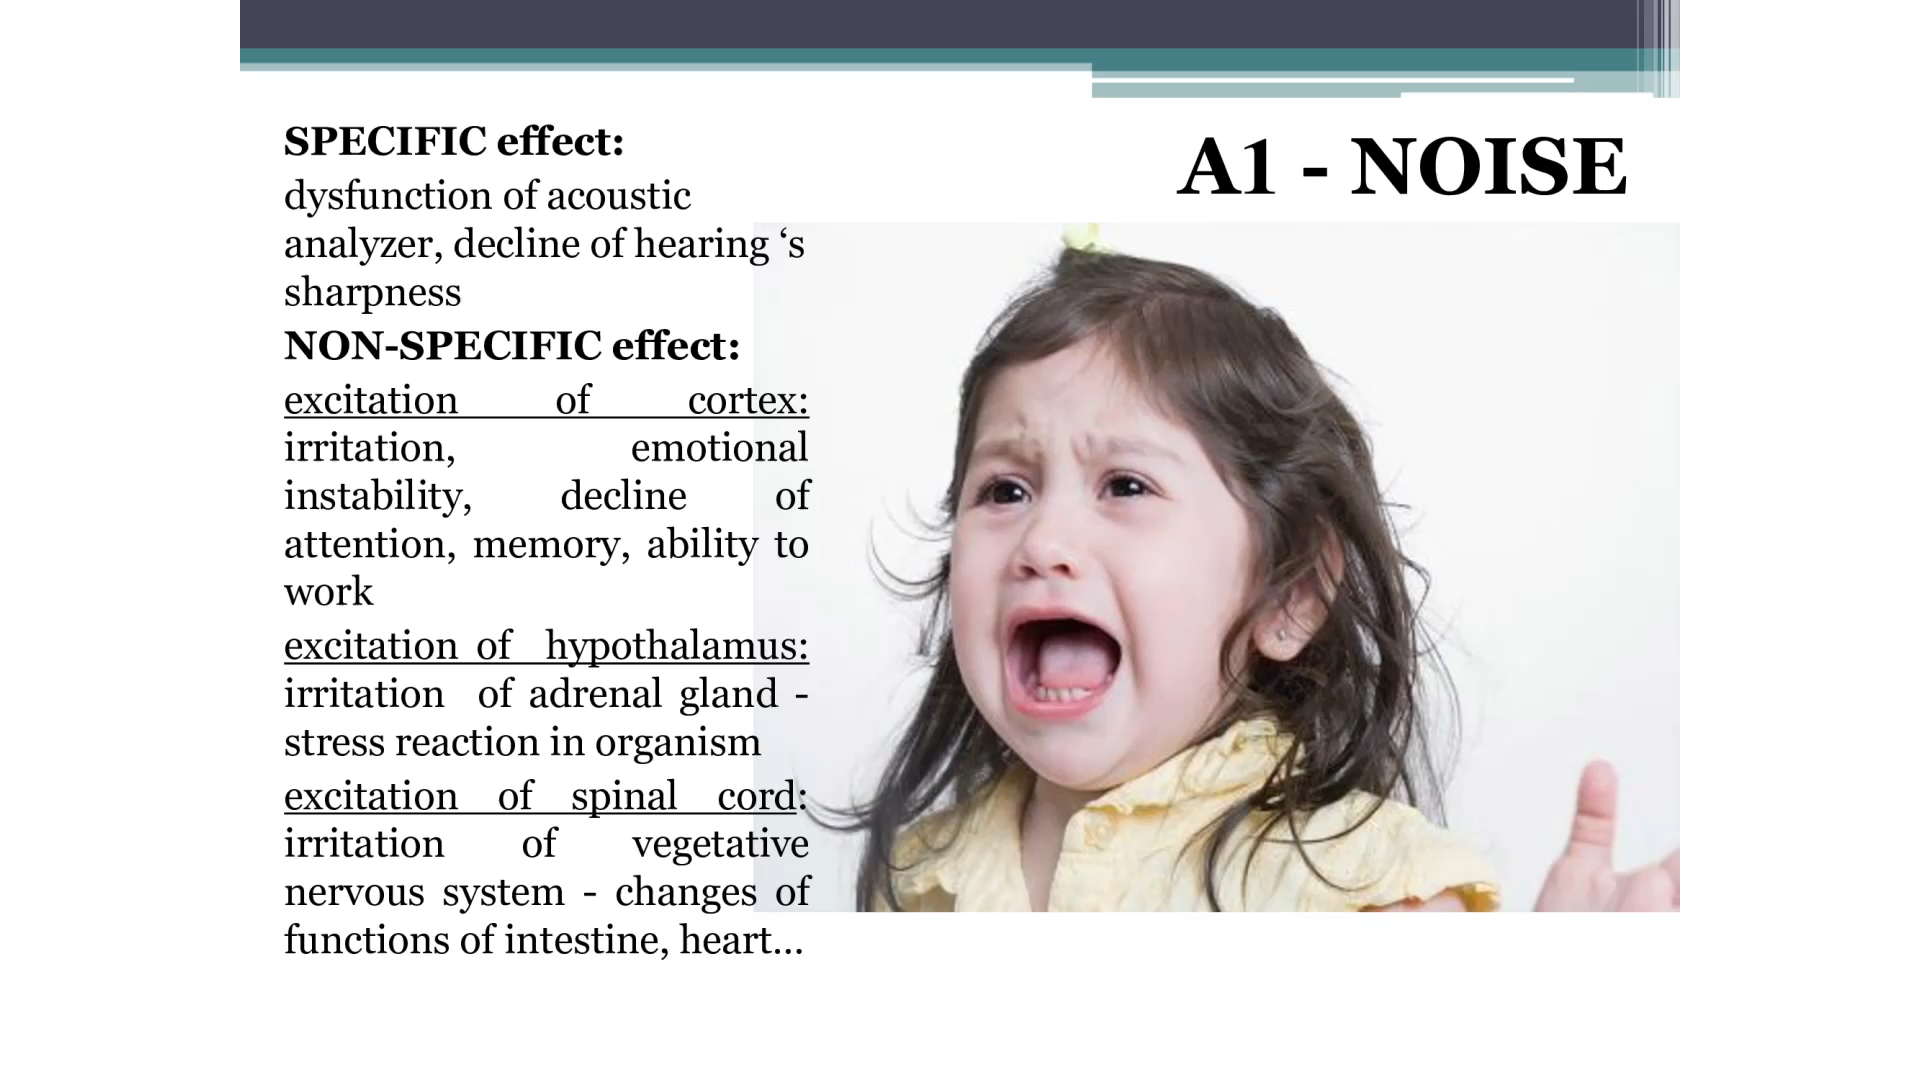 A1 - NOISE
SPECIFIC effect:
dysfunction of acoustic
analyzer, decline of hearing ‘s
sharpness
NON-SPECIFIC effect:
excitation of cortex:
irritation, emotional
instability, decline of
attention, memory, ability to
work
excitation of hypothalamus:
irritation of adrenal gland -
stress reaction in organism
excitation of spinal cord:
irritation of vegetative
nervous system - changes of
functions of intestine, heart...